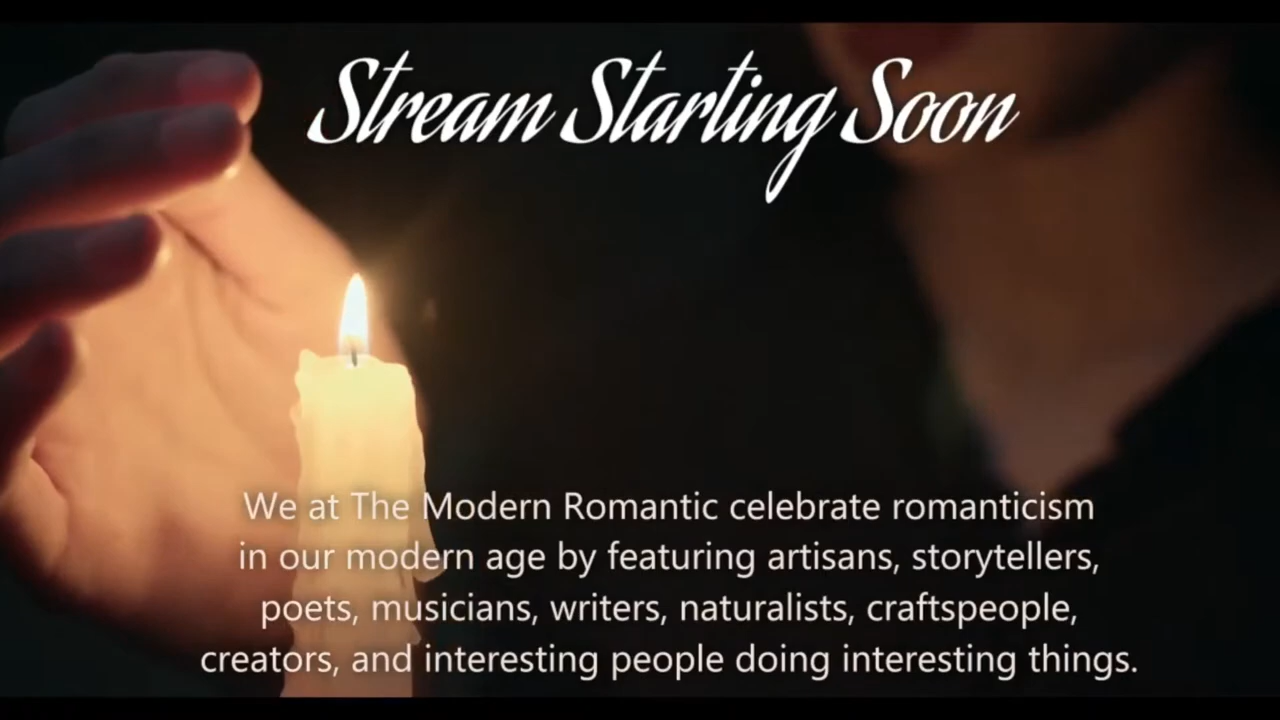 Stream Starting Soon
We at The Modern Romantic celebrate romanticism
in our modern age by featuring artisans, storytellers,
poets, musicians, writers, naturalists, craftspeople,
creators, and interesting people doing interesting things.